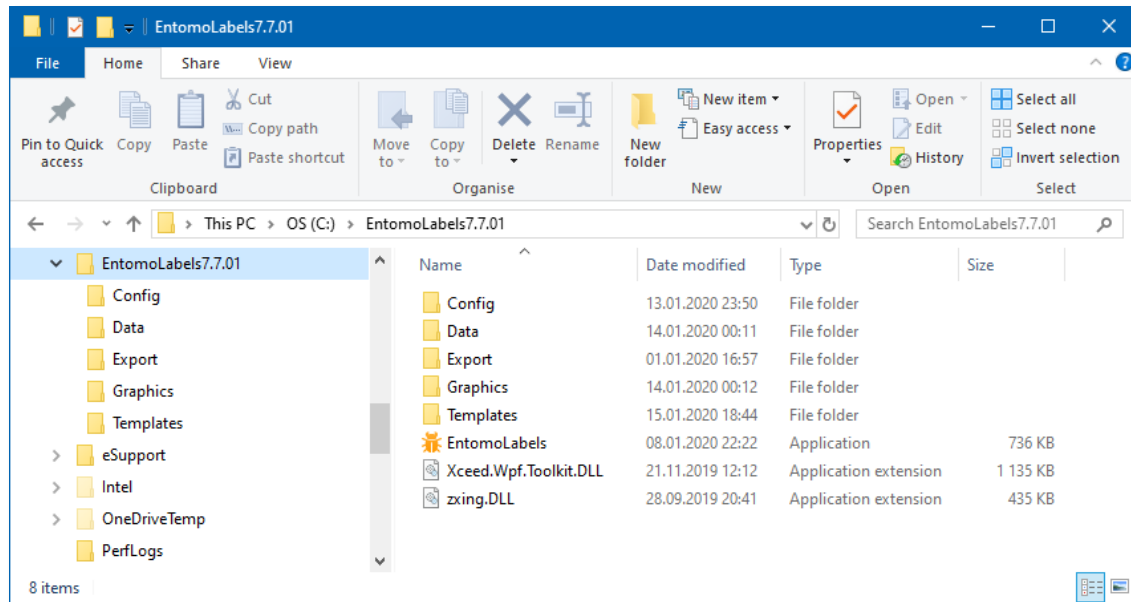 EntomoLabels7.7.01
File Home Share View
Pin to Quick access
Copy
Paste
Cut
Copy path
Paste shortcut
Clipboard
Move to
Copy to
Delete
Rename
Organise
New folder
New item
Easy access
New
Properties
Open
Edit
History
Open
Select all
Select none
Invert selection
Select
This PC > OS (C:) > EntomoLabels7.7.01
Search EntomoLabels7.7.01
EntomoLabels7.7.01
Config
Data
Export
Graphics
Templates
eSupport
Intel
OneDriveTemp
PerfLogs
Name Date modified Type Size
Config 13.01.2020 23:50 File folder
Data 14.01.2020 00:11 File folder
Export 01.01.2020 16:57 File folder
Graphics 14.01.2020 00:12 File folder
Templates 15.01.2020 18:44 File folder
EntomoLabels 08.01.2020 22:22 Application 736 KB
Xceed.Wpf.Toolkit.DLL 21.11.2019 12:12 Application extension 1 135 KB
zxing.DLL 28.09.2019 20:41 Application extension 435 KB
8 items